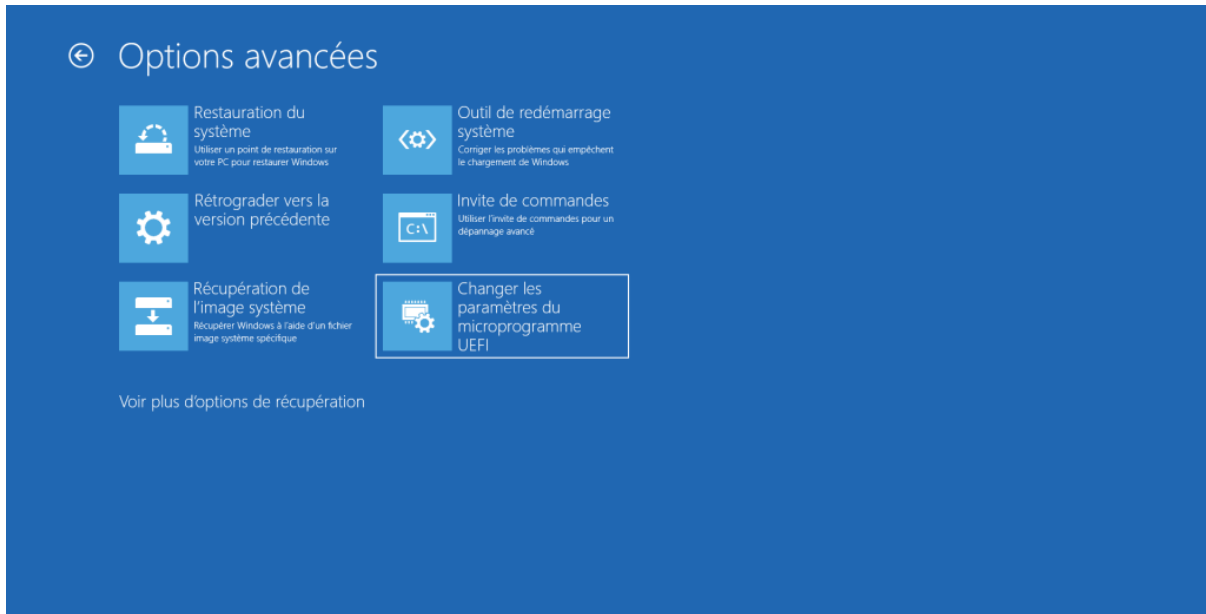 Options avancées
Restauration du
système
Utiliser un point de restauration sur
votre PC pour restaurer Windows
Outil de redémarrage
système
Corriger les problèmes qui empêchent
le chargement de Windows
Rétrograder vers la
version précédente
C:\
Invite de commandes
Utiliser l'invite de commandes pour un
dépannage avancé
Récupération de
l'image système
Récupérer Windows à l'aide d'un fichier
image système spécifique
Changer les
paramètres du
microprogramme
UEFI
Voir plus d'options de récupération